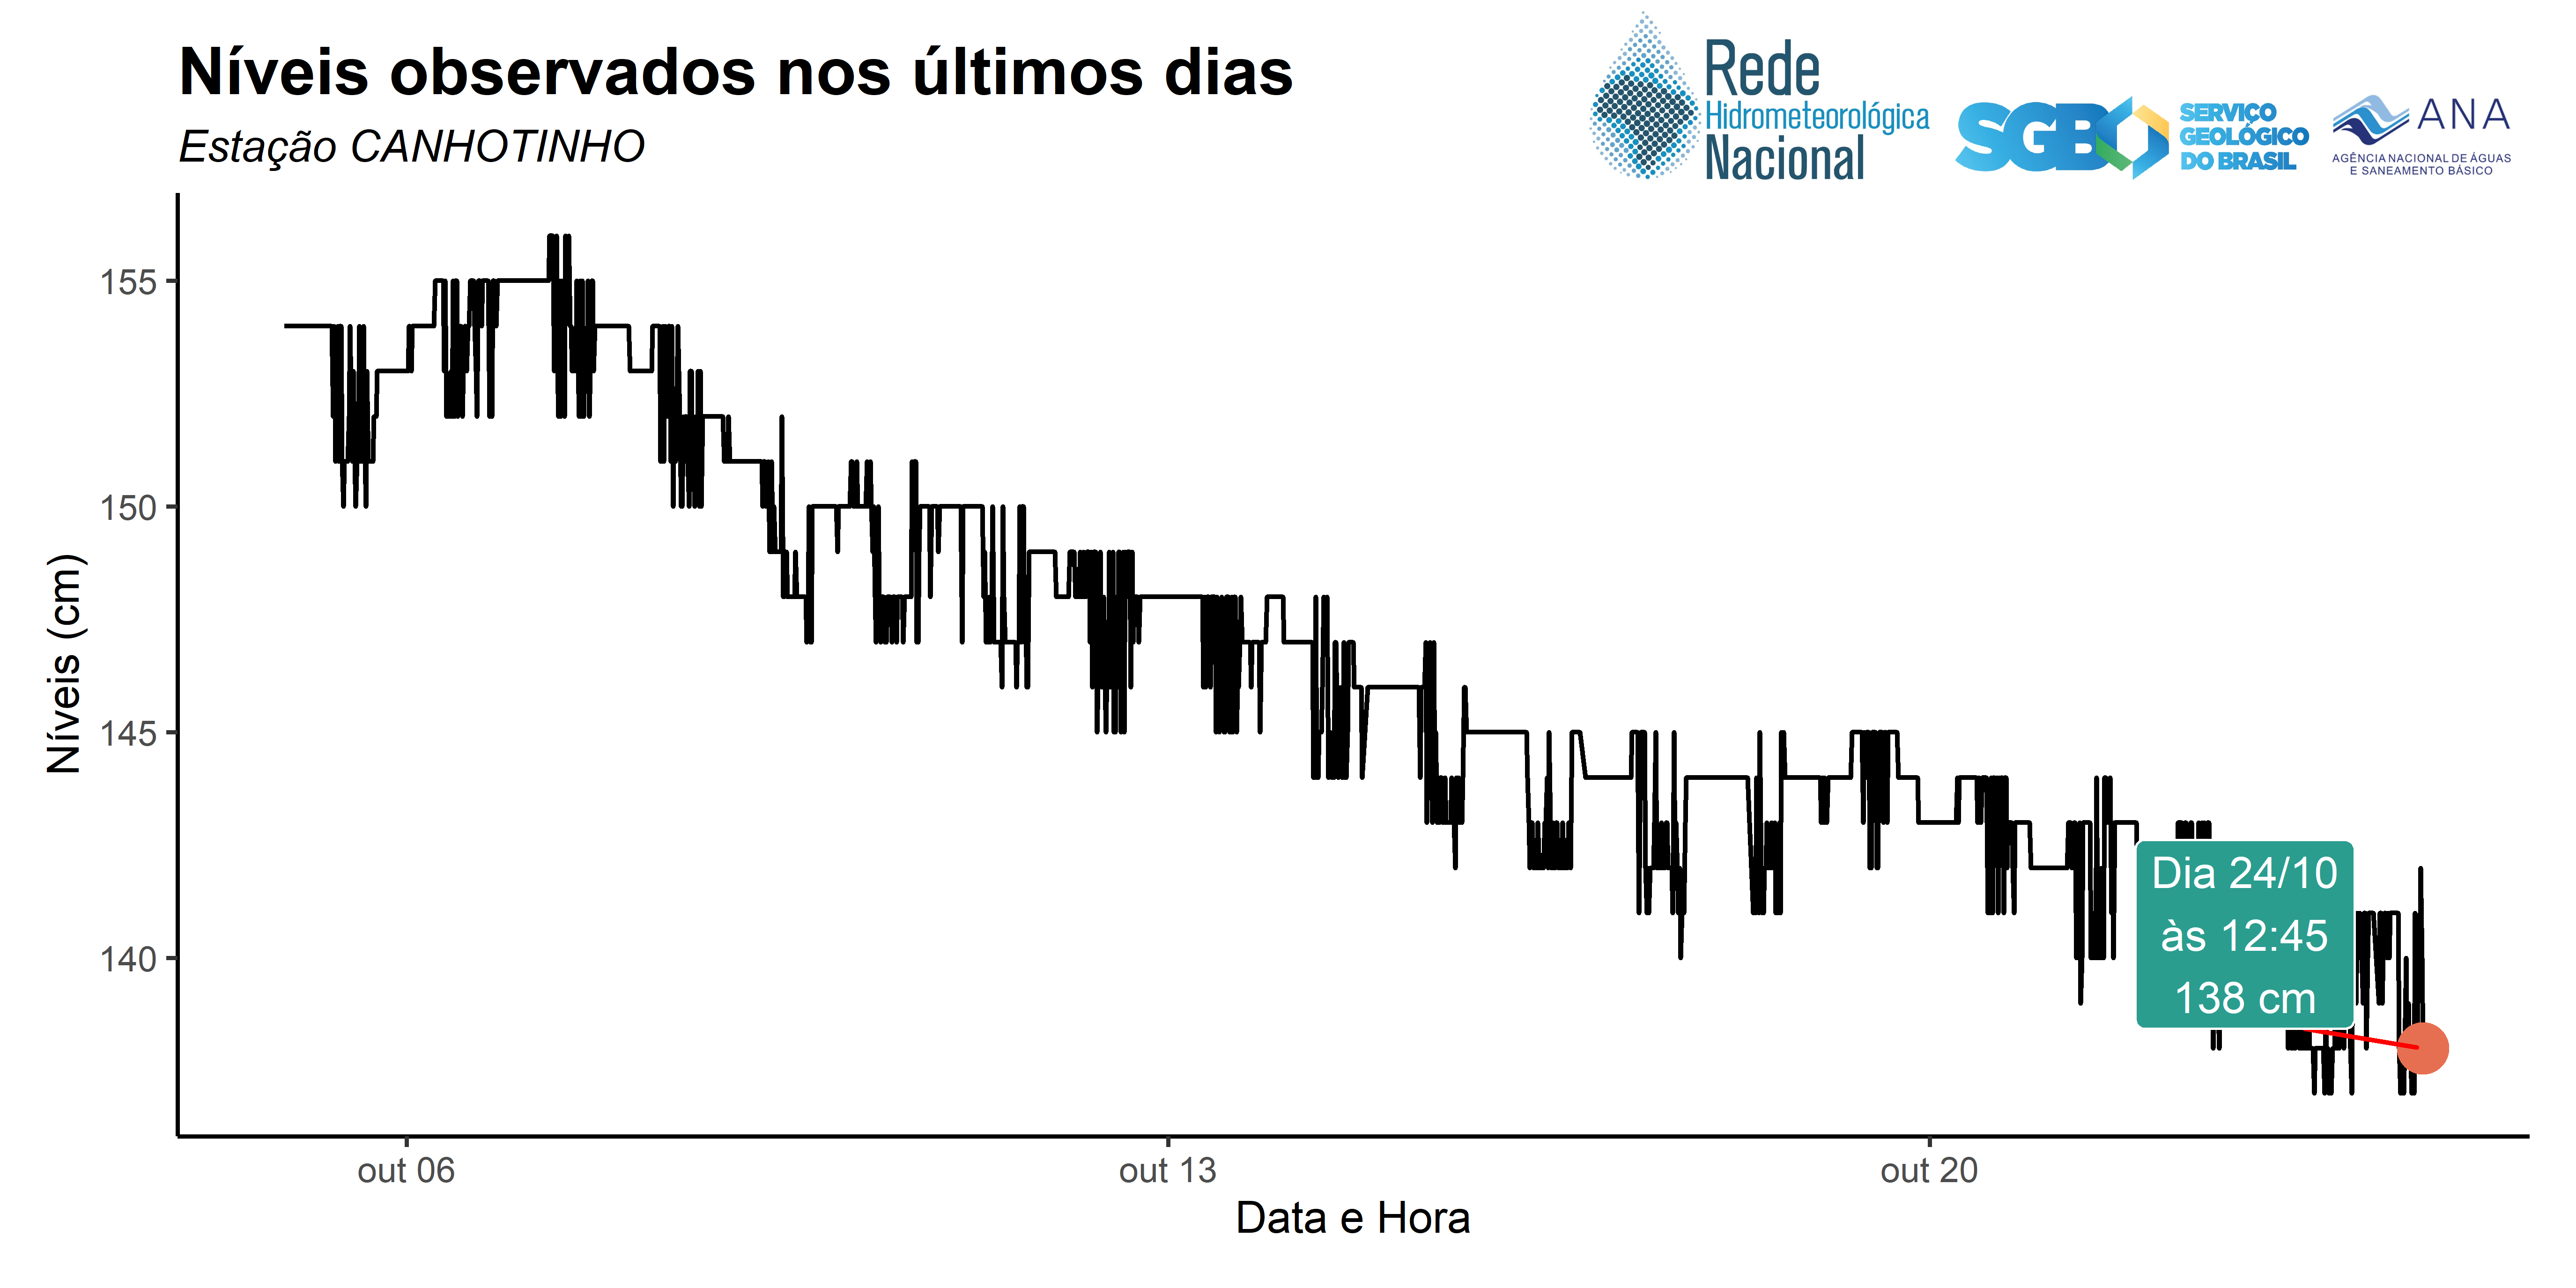 Níveis observados nos últimos dias
Estação CANHOTINHO
Rede
Hidrometeorológica
Nacional
SGB
SERVIÇO
GEOLÓGICO
DO BRASIL
ANA
AGÊNCIA NACIONAL DE ÁGUAS
E SANEAMENTO BÁSICO
Níveis (cm)
155
150
145
140
Dia 24/10
às 12:45
138 cm
out 06
out 13
out 20
Data e Hora